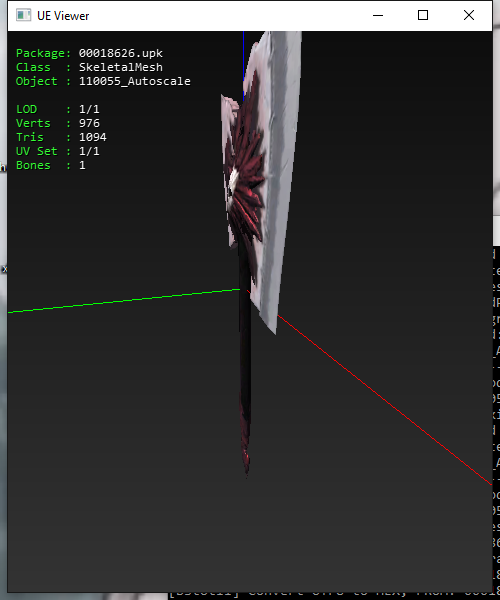 UE Viewer
Package: 00018626.upk
Class : SkeletalMesh
Object : 110055_Autoscale
LOD : 1/1
Verts : 976
Tris : 1094
UV Set : 1/1
Bones : 1